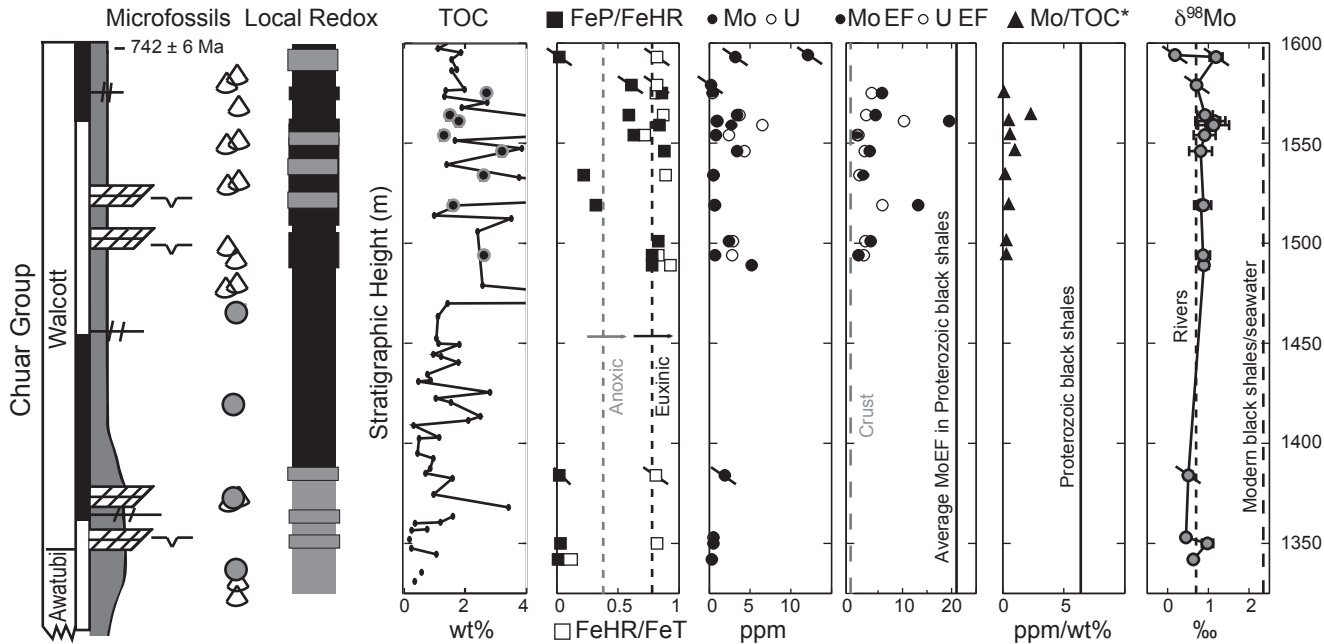 Microfossils Local Redox TOC ■ FeP/FeHR ● Mo ○ U ● Mo EF ○ U EF ▲ Mo/TOC* δ98Mo
– 742 ± 6 Ma
1600
1550
1500
1450
1400
1350
Chuar Group
Walcott
Awatubi
Stratigraphic Height (m)
Anoxic
Euxinic
Crust
Average MoEF in Proterozoic black shales
Proterozoic black shales
Rivers
Modern black shales/seawater
0 2 4 0 0.5 1 0 5 10 15 0 10 20 0 10 0 1 2
wt% □ FeHR/FeT ppm ppm/wt% ‰